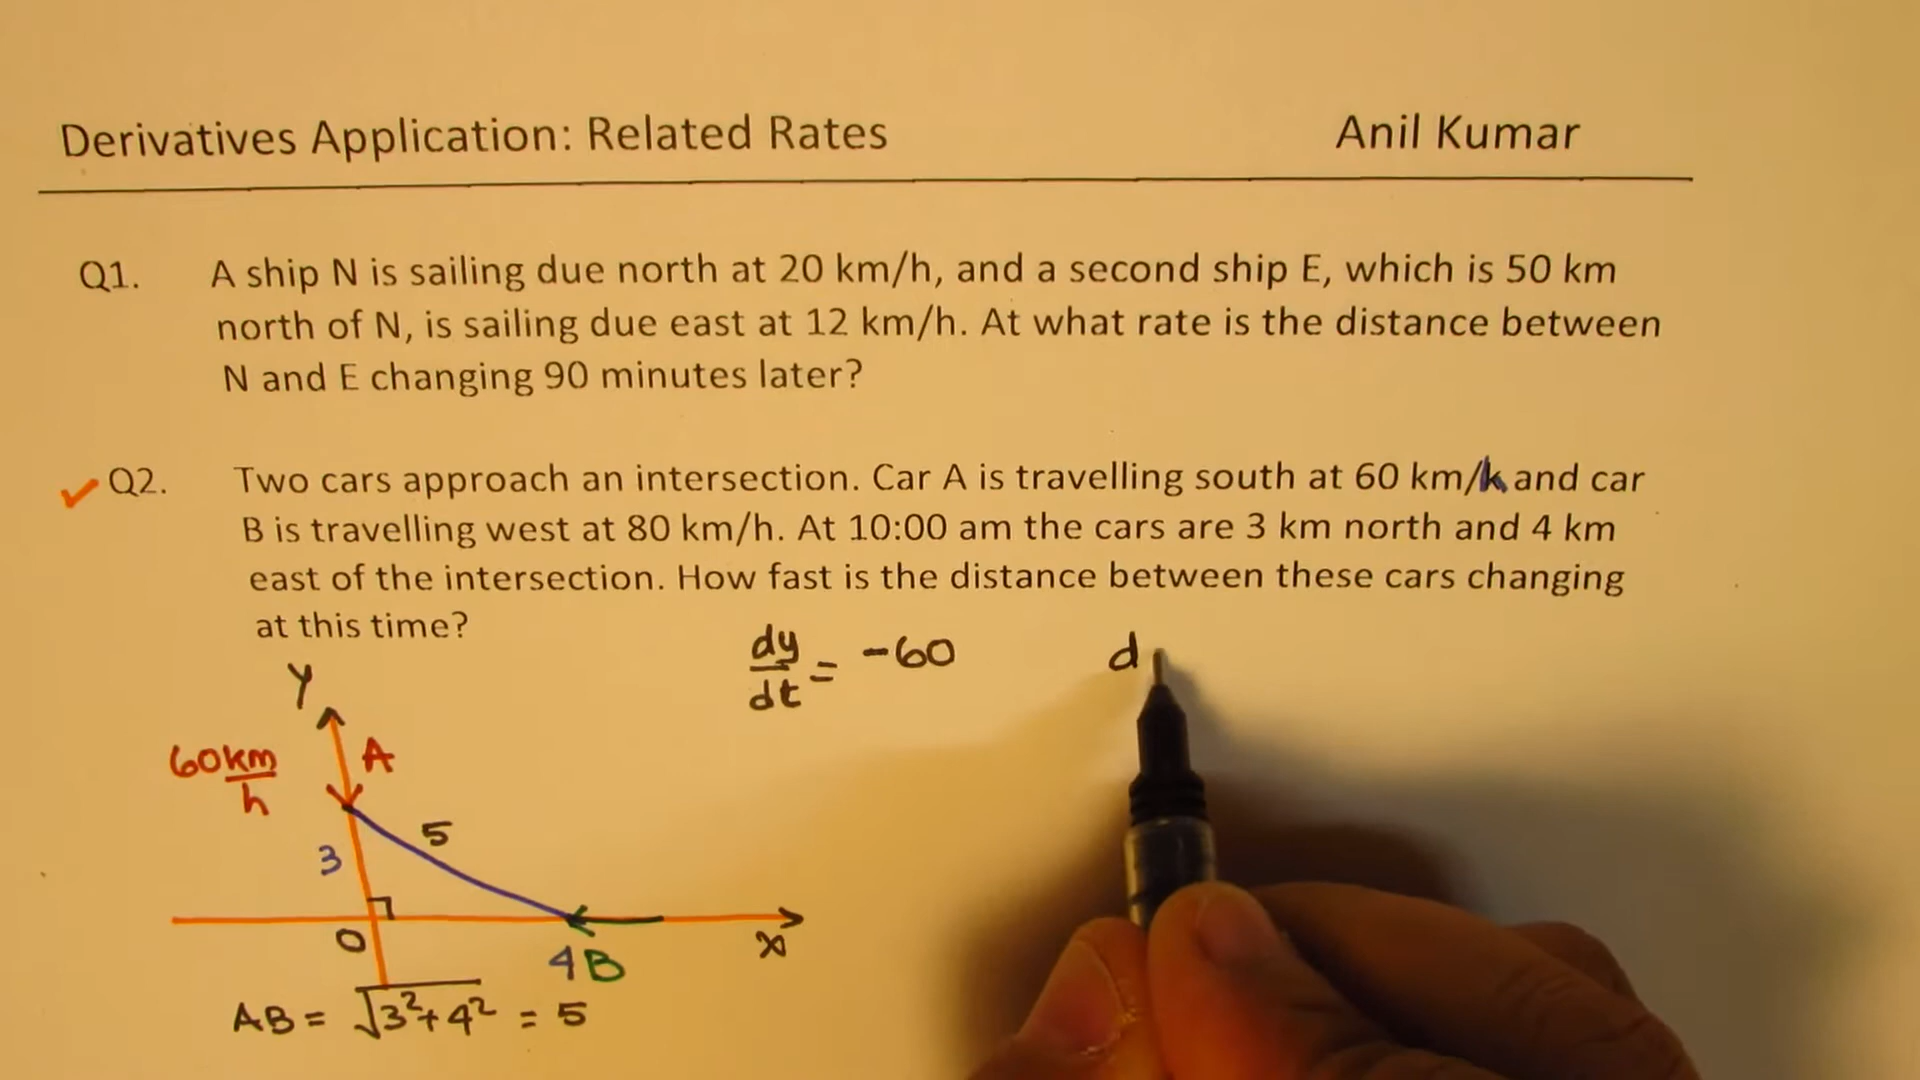 Derivatives Application: Related Rates Anil Kumar
Q1. A ship N is sailing due north at 20 km/h, and a second ship E, which is 50 km
north of N, is sailing due east at 12 km/h. At what rate is the distance between
N and E changing 90 minutes later?
Q2. Two cars approach an intersection. Car A is travelling south at 60 km/h and car
B is travelling west at 80 km/h. At 10:00 am the cars are 3 km north and 4 km
east of the intersection. How fast is the distance between these cars changing
at this time?
dy/dt = -60 d
Y
60 km/h A
5
3
0
4 B x
AB = √3²+4² = 5